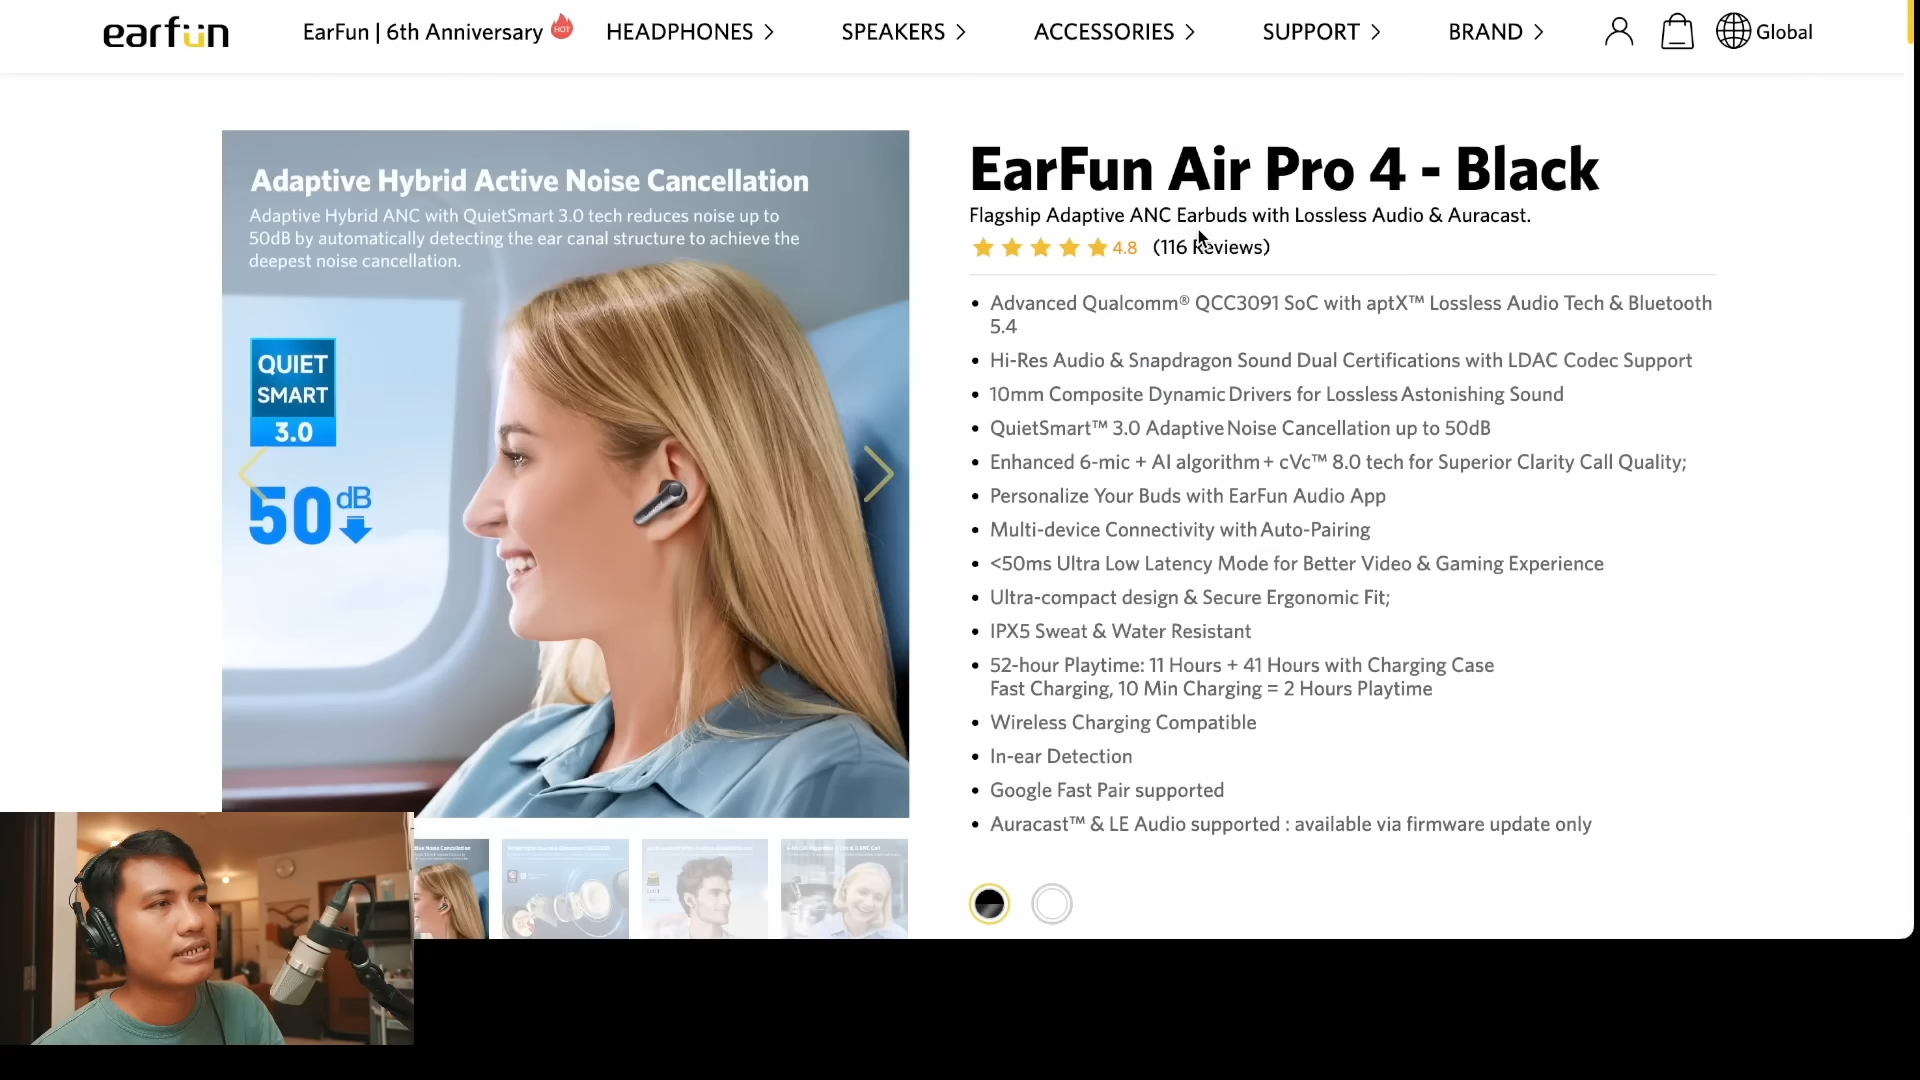 earfun
EarFun | 6th Anniversary HOT
HEADPHONES
SPEAKERS
ACCESSORIES
SUPPORT
BRAND
Global
Adaptive Hybrid Active Noise Cancellation
Adaptive Hybrid ANC with QuietSmart 3.0 tech reduces noise up to
50dB by automatically detecting the ear canal structure to achieve the
deepest noise cancellation.
QUIET
SMART
3.0
50 dB
EarFun Air Pro 4 - Black
Flagship Adaptive ANC Earbuds with Lossless Audio & Auracast.
4.8 (116 Reviews)
Advanced Qualcomm® QCC3091 SoC with aptX™ Lossless Audio Tech & Bluetooth
5.4
Hi-Res Audio & Snapdragon Sound Dual Certifications with LDAC Codec Support
10mm Composite Dynamic Drivers for Lossless Astonishing Sound
QuietSmart™ 3.0 Adaptive Noise Cancellation up to 50dB
Enhanced 6-mic + AI algorithm + cVc™ 8.0 tech for Superior Clarity Call Quality;
Personalize Your Buds with EarFun Audio App
Multi-device Connectivity with Auto-Pairing
<50ms Ultra Low Latency Mode for Better Video & Gaming Experience
Ultra-compact design & Secure Ergonomic Fit;
IPX5 Sweat & Water Resistant
52-hour Playtime: 11 Hours + 41 Hours with Charging Case
Fast Charging, 10 Min Charging = 2 Hours Playtime
Wireless Charging Compatible
In-ear Detection
Google Fast Pair supported
Auracast™ & LE Audio supported : available via firmware update only